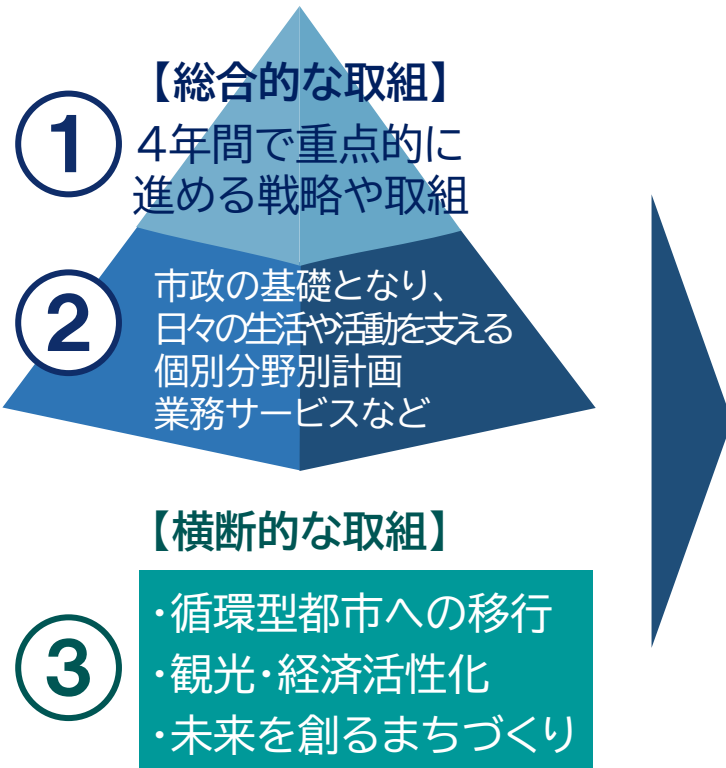 【総合的な取組】
①
4年間で重点的に
進める戦略や取組
②
市政の基礎となり、
日々の生活や活動を支える
個別分野別計画
業務サービスなど
【横断的な取組】
③
・循環型都市への移行
・観光・経済活性化
・未来を創るまちづくり